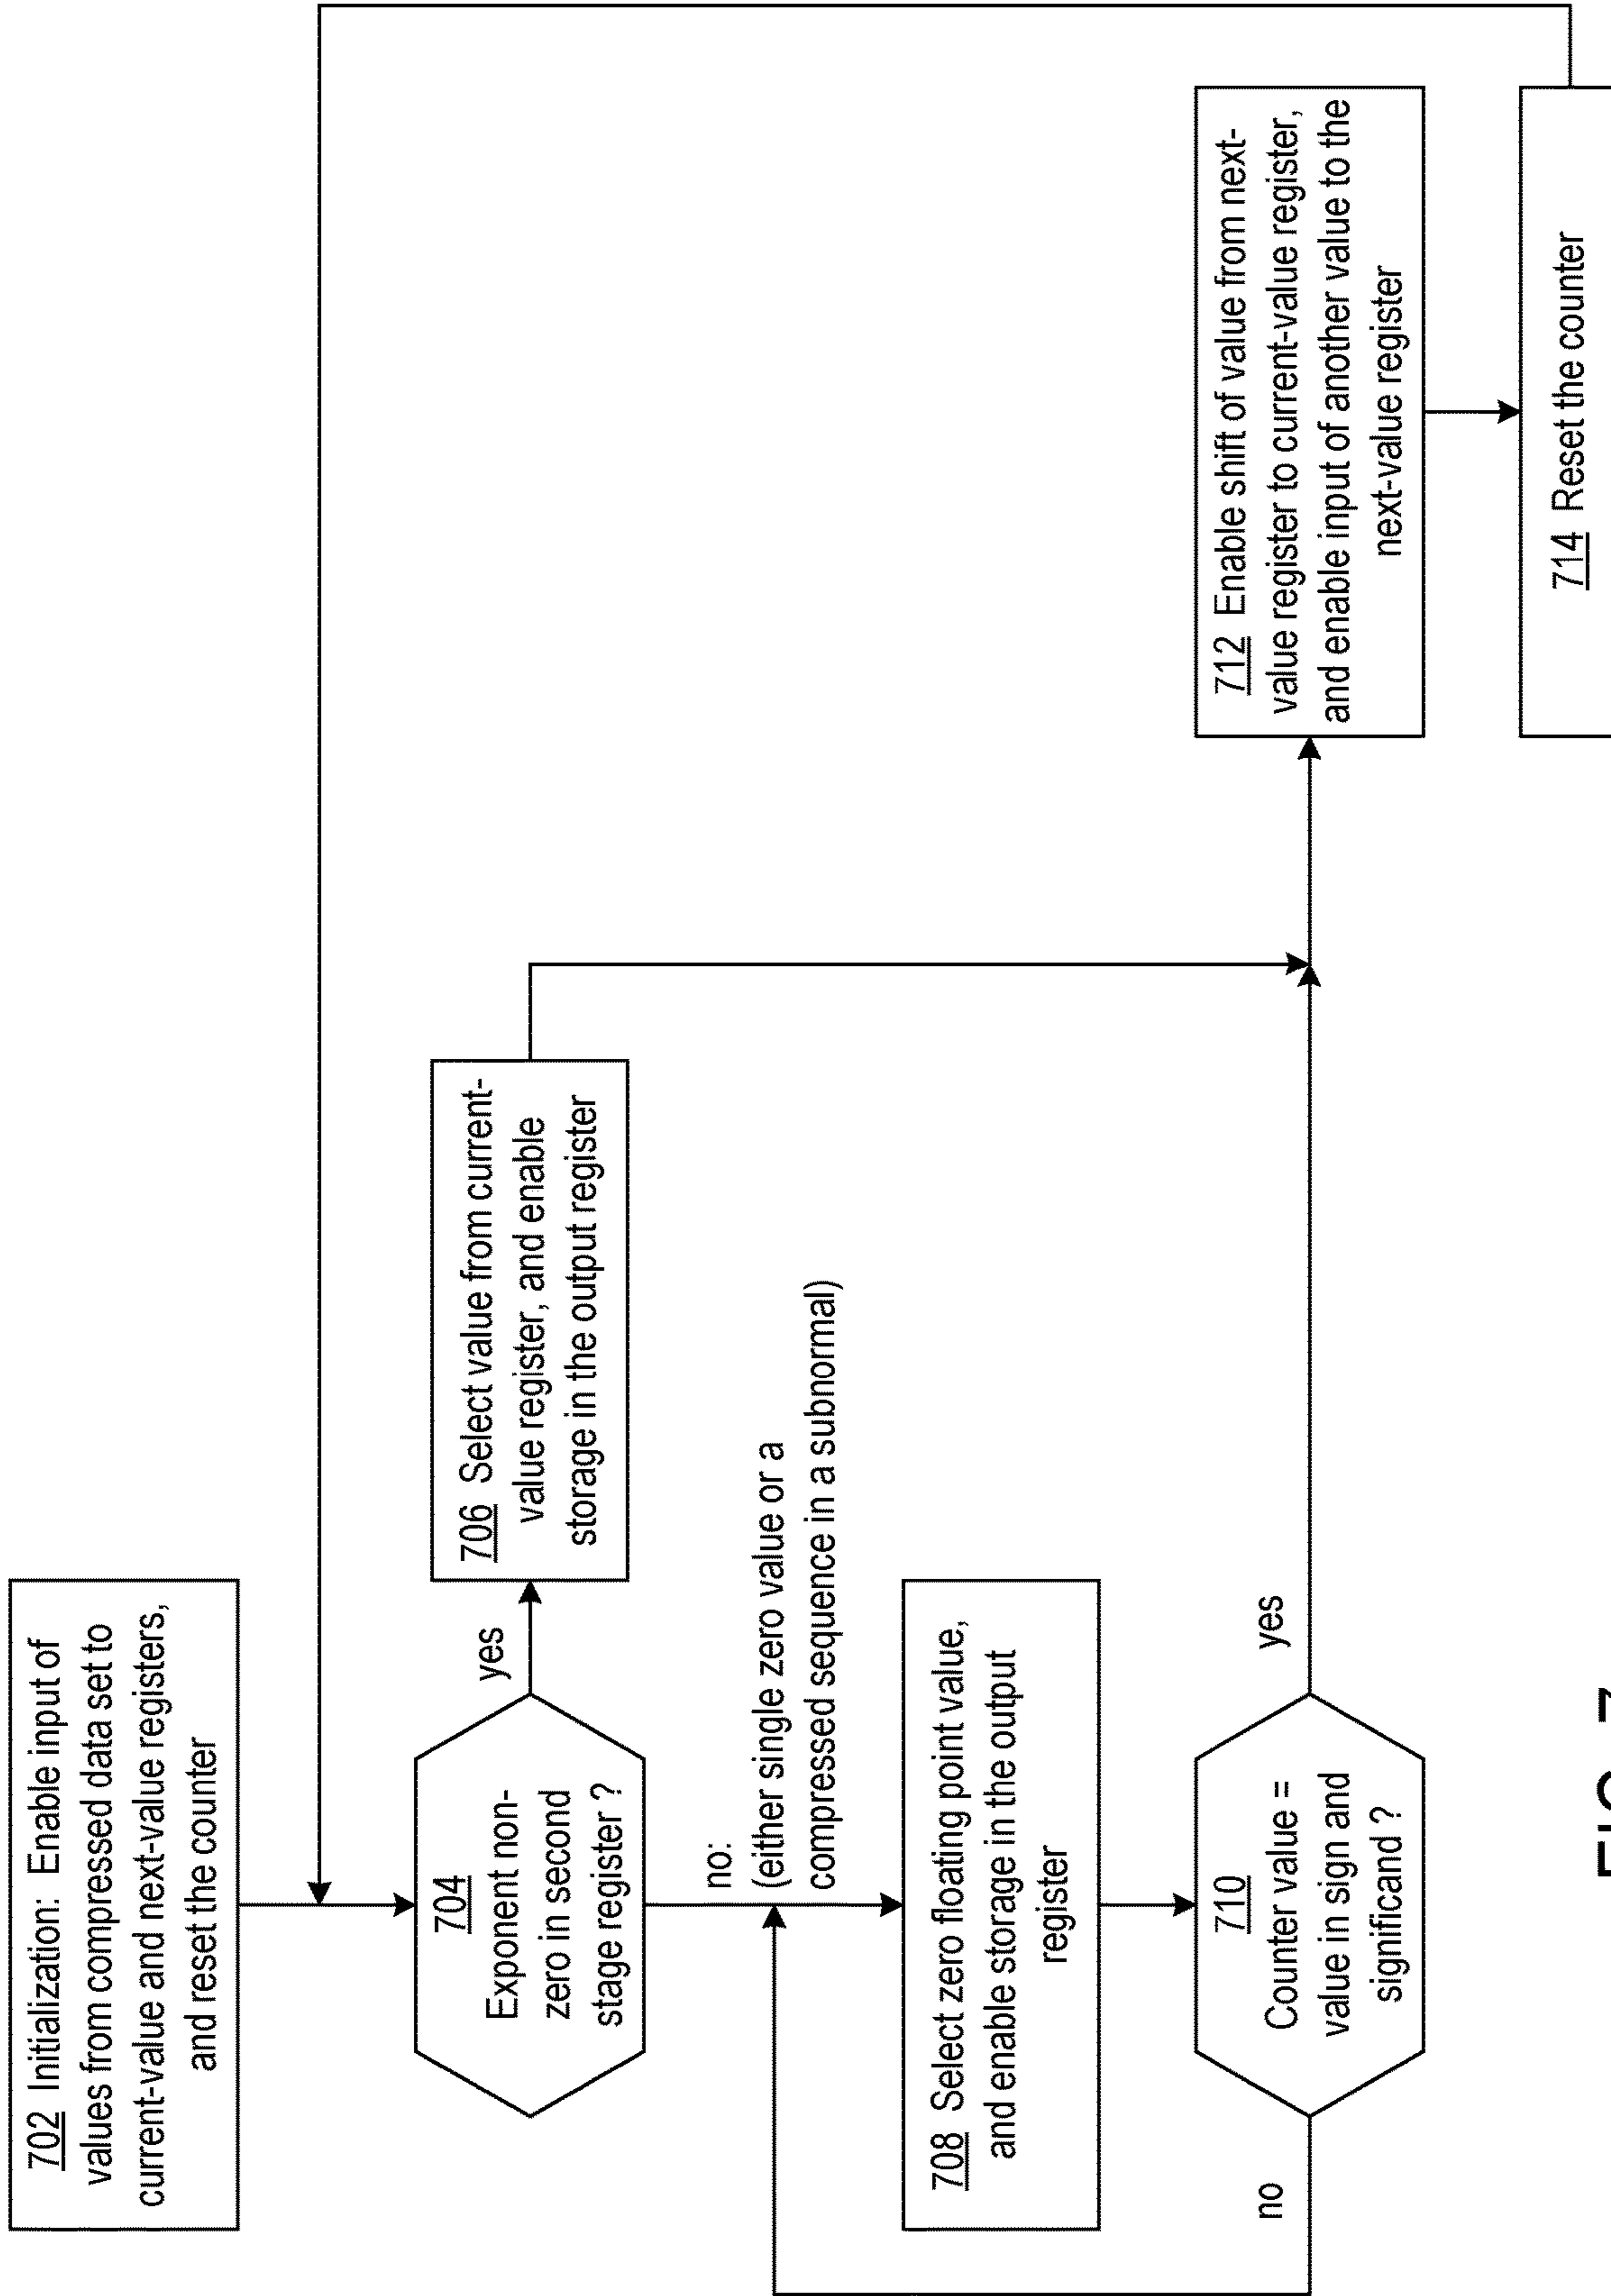 702 Initialization: Enable input of
values from compressed data set to
current-value and next-value registers,
and reset the counter
704
Exponent non-
zero in second
stage register ?
yes
706 Select value from current-
value register, and enable
storage in the output register
no:
(either single zero value or a
compressed sequence in a subnormal)
708 Select zero floating point value,
and enable storage in the output
register
710
Counter value =
value in sign and
significand ?
no
yes
712 Enable shift of value from next-
value register to current-value register,
and enable input of another value to the
next-value register
714 Reset the counter